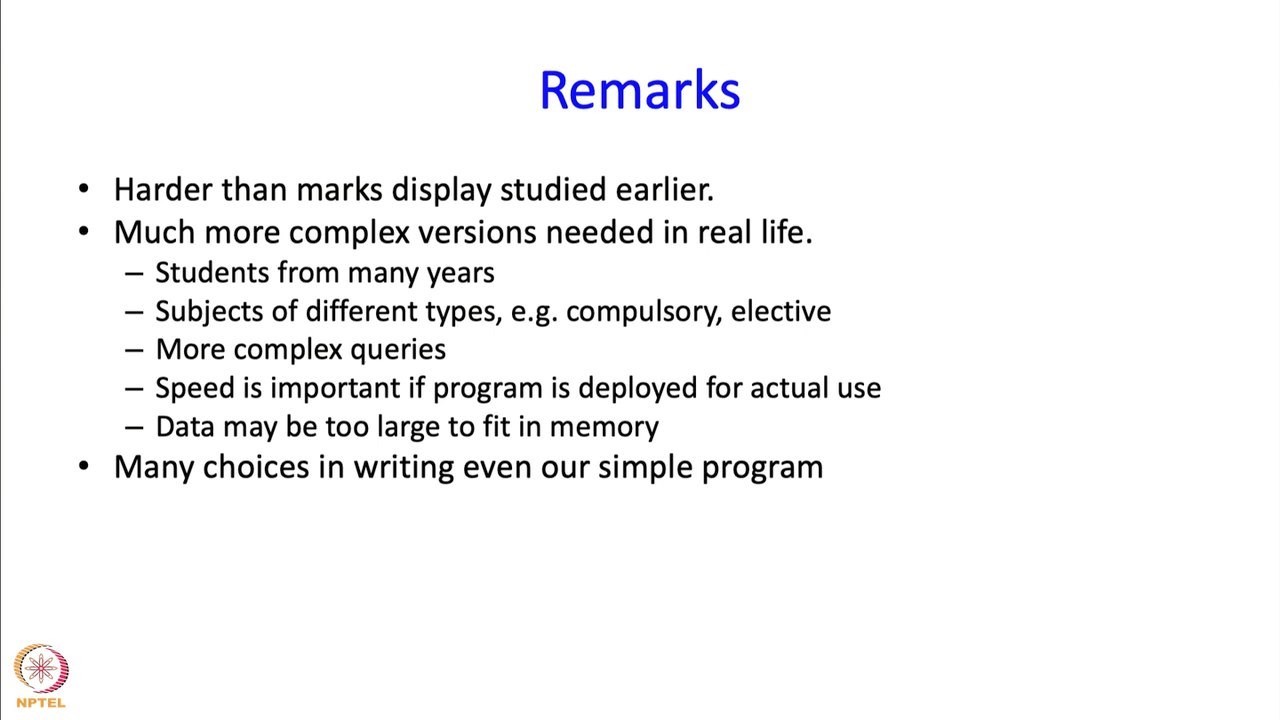 Remarks
• Harder than marks display studied earlier.
• Much more complex versions needed in real life.
– Students from many years
– Subjects of different types, e.g. compulsory, elective
– More complex queries
– Speed is important if program is deployed for actual use
– Data may be too large to fit in memory
• Many choices in writing even our simple program
NPTEL